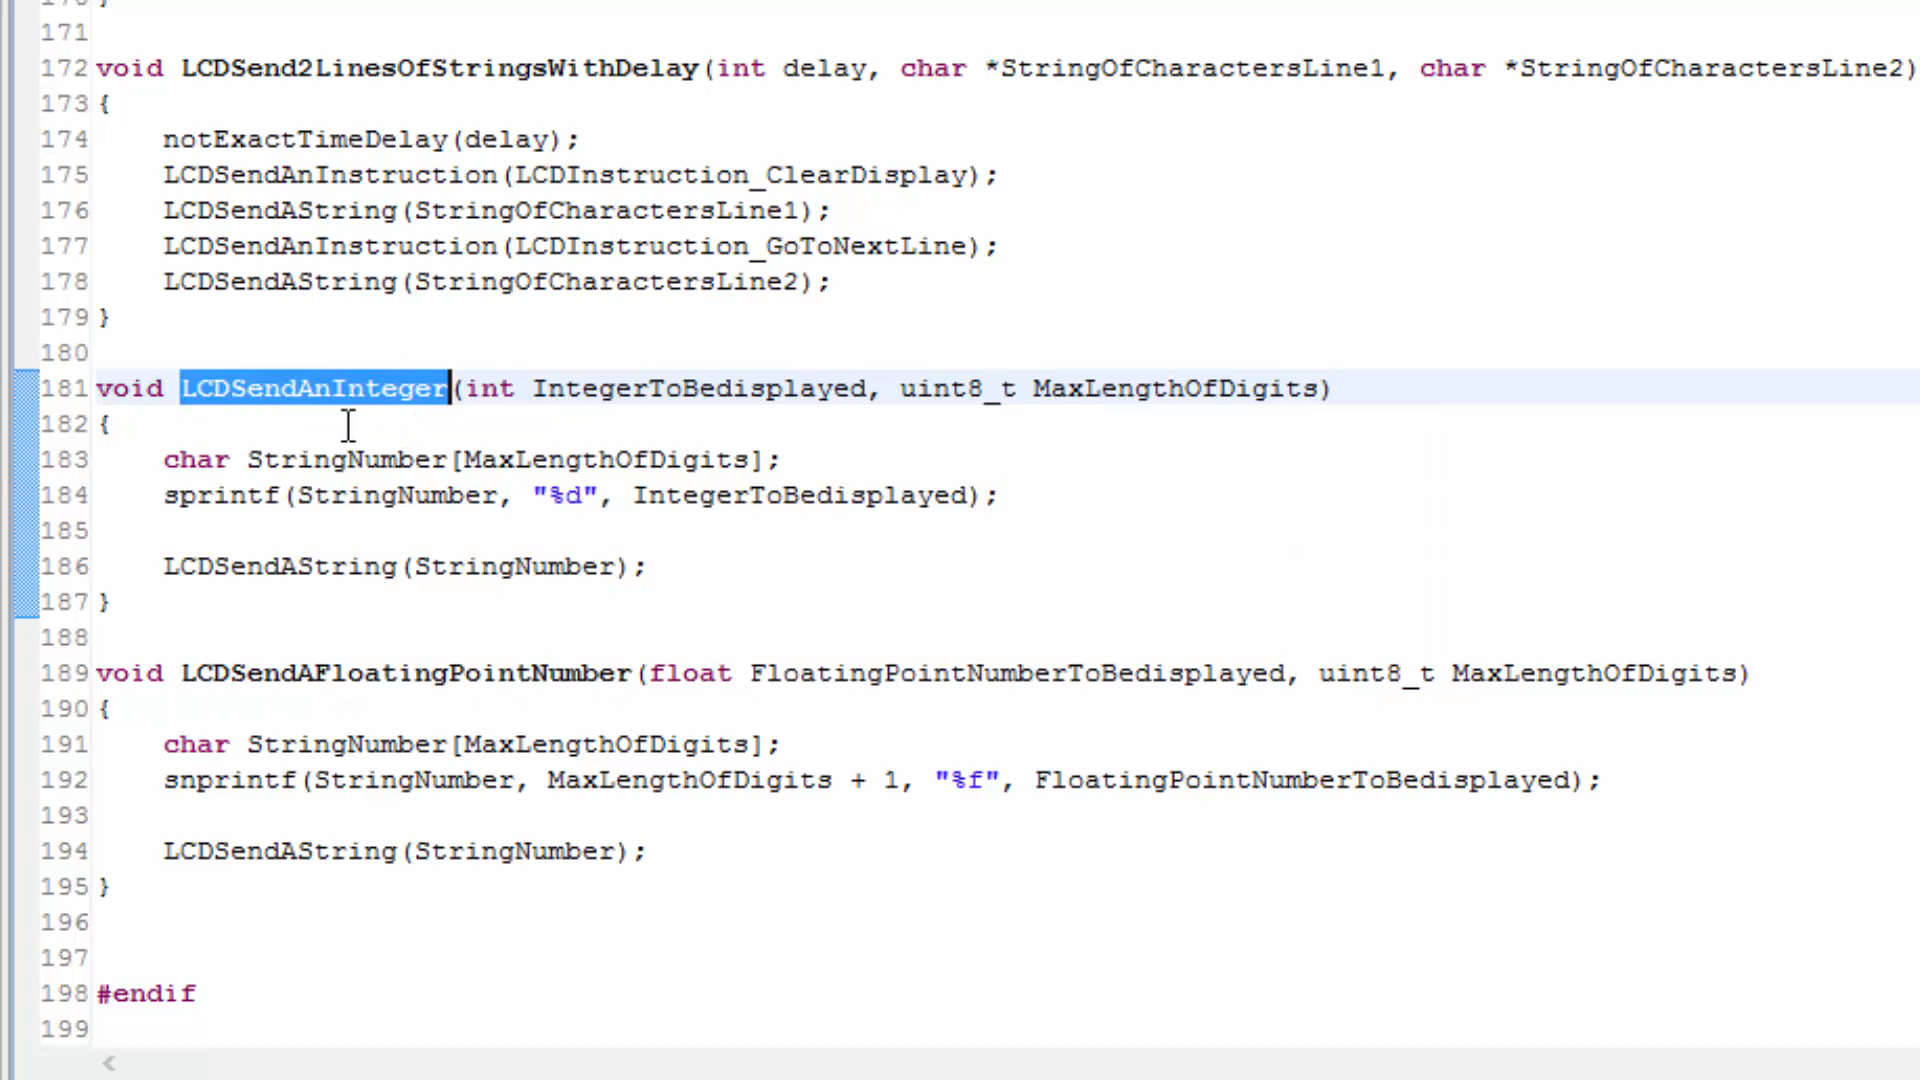 171
172 void LCDSend2LinesOfStringsWithDelay(int delay, char *StringOfCharactersLine1, char *StringOfCharactersLine2)
173 {
174 notExactTimeDelay(delay);
175 LCDSendAnInstruction(LCDInstruction_ClearDisplay);
176 LCDSendAString(StringOfCharactersLine1);
177 LCDSendAnInstruction(LCDInstruction_GoToNextLine);
178 LCDSendAString(StringOfCharactersLine2);
179 }
180
181 void LCDSendAnInteger(int IntegerToBedisplayed, uint8_t MaxLengthOfDigits)
182 {
183 char StringNumber[MaxLengthOfDigits];
184 sprintf(StringNumber, "%d", IntegerToBedisplayed);
185
186 LCDSendAString(StringNumber);
187 }
188
189 void LCDSendAFloatingPointNumber(float FloatingPointNumberToBedisplayed, uint8_t MaxLengthOfDigits)
190 {
191 char StringNumber[MaxLengthOfDigits];
192 snprintf(StringNumber, MaxLengthOfDigits + 1, "%f", FloatingPointNumberToBedisplayed);
193
194 LCDSendAString(StringNumber);
195 }
196
197
198 #endif
199